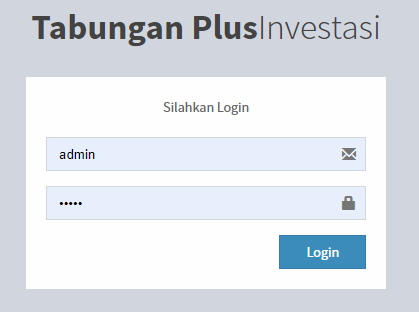 Tabungan PlusInvestasi
Silahkan Login
admin
•••••
Login